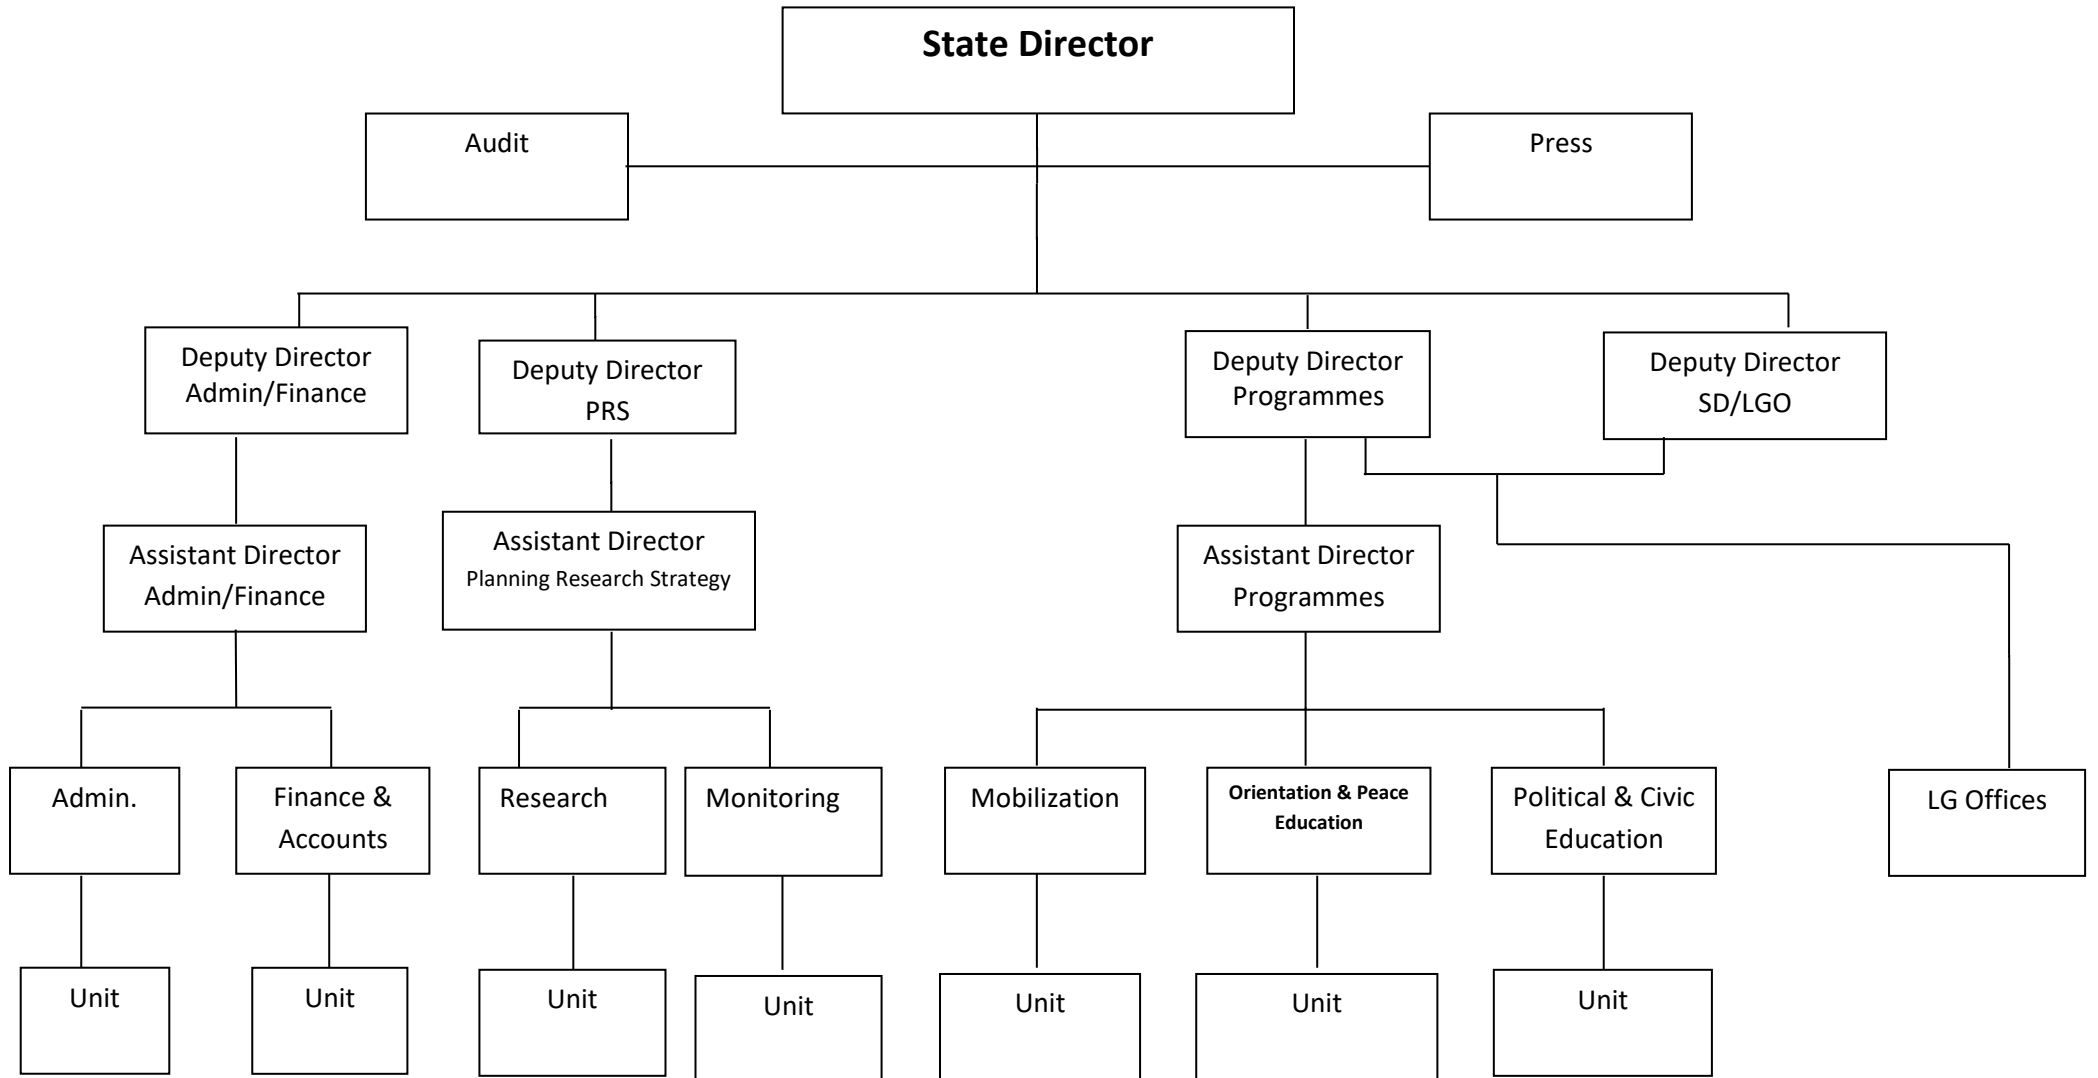 State Director
Audit
Press
Deputy Director
Admin/Finance
Deputy Director
PRS
Deputy Director
Programmes
Deputy Director
SD/LGO
Assistant Director
Admin/Finance
Assistant Director
Planning Research Strategy
Assistant Director
Programmes
Admin.
Finance &
Accounts
Research
Monitoring
Mobilization
Orientation & Peace
Education
Political & Civic
Education
LG Offices
Unit
Unit
Unit
Unit
Unit
Unit
Unit